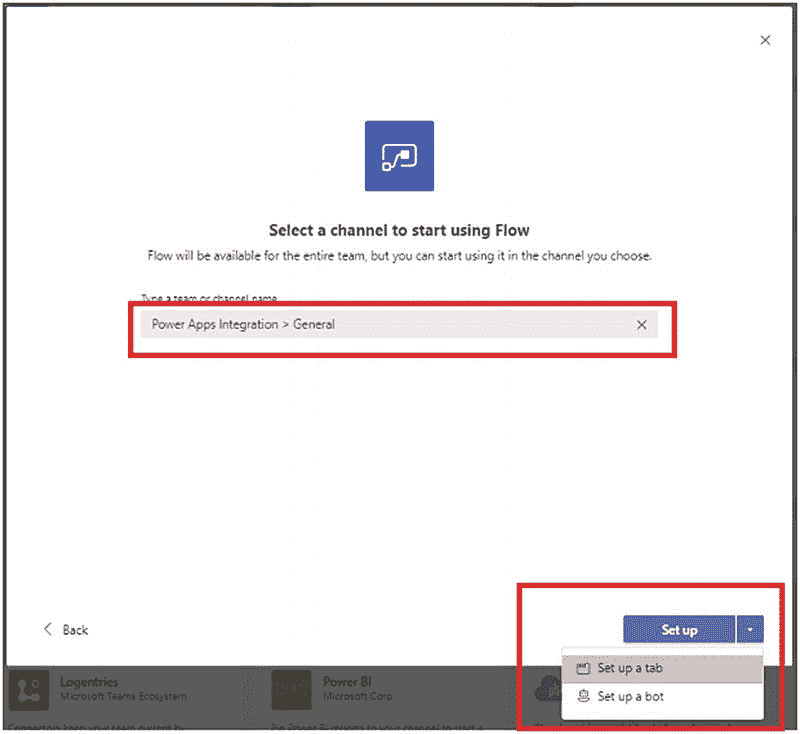 Select a channel to start using Flow
Flow will be available for the entire team, but you can start using it in the channel you choose.
Type a team or channel name
Power Apps Integration > General
Back
Set up
Set up a tab
Set up a bot
Logentries
Microsoft Teams Ecosystem
Power BI
Microsoft Corp.
Connectors keep your team current by
Pin Power BI reports to your channel to start a